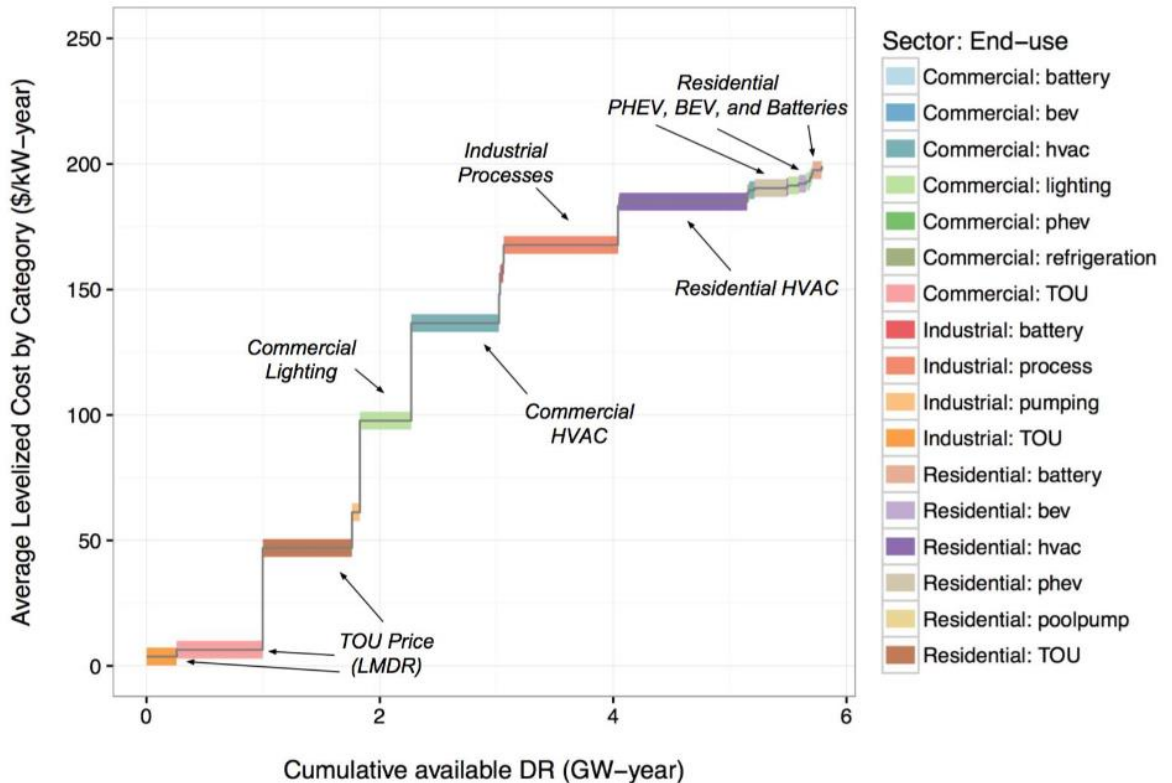 Average Levelized Cost by Category ($/kW−year)
250
200
150
100
50
0
0
2
4
6
Cumulative available DR (GW−year)
Residential
PHEV, BEV, and Batteries
Industrial
Processes
Residential HVAC
Commercial
Lighting
Commercial
HVAC
TOU Price
(LMDR)
Sector: End−use
Commercial: battery
Commercial: bev
Commercial: hvac
Commercial: lighting
Commercial: phev
Commercial: refrigeration
Commercial: TOU
Industrial: battery
Industrial: process
Industrial: pumping
Industrial: TOU
Residential: battery
Residential: bev
Residential: hvac
Residential: phev
Residential: poolpump
Residential: TOU